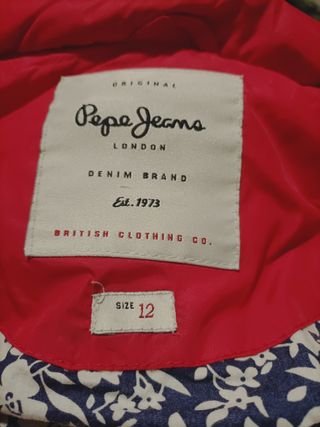 ORIGINAL
Pepe Jeans
LONDON
DENIM BRAND
Est. 1973
BRITISH CLOTHING CO.
SIZE 12